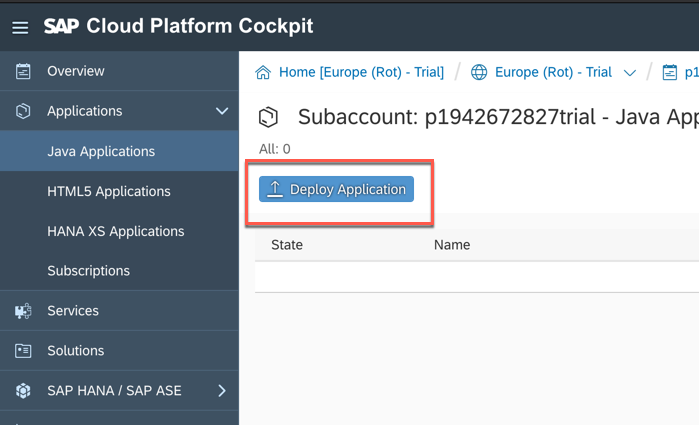 SAP Cloud Platform Cockpit
Overview
Applications
Java Applications
HTML5 Applications
HANA XS Applications
Subscriptions
Services
Solutions
SAP HANA / SAP ASE
Home [Europe (Rot) - Trial] / Europe (Rot) - Trial / p1
Subaccount: p1942672827trial - Java App
All: 0
Deploy Application
State Name